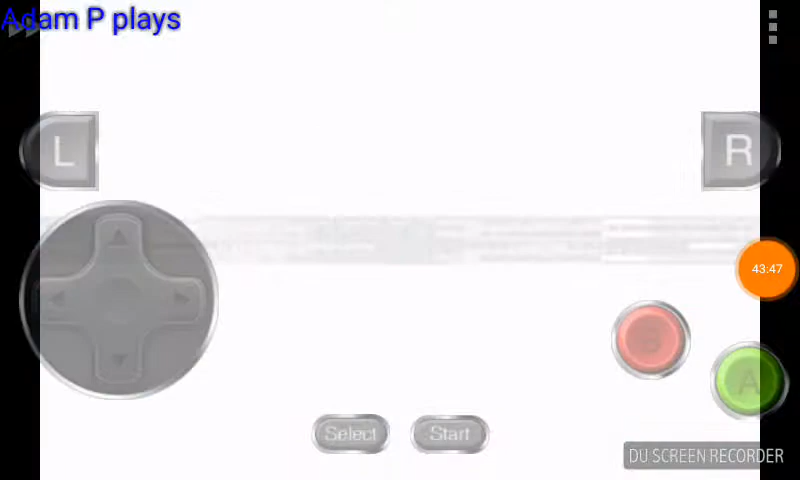 Adam P plays
L
R
43:47
B
A
Select
Start
DU SCREEN RECORDER